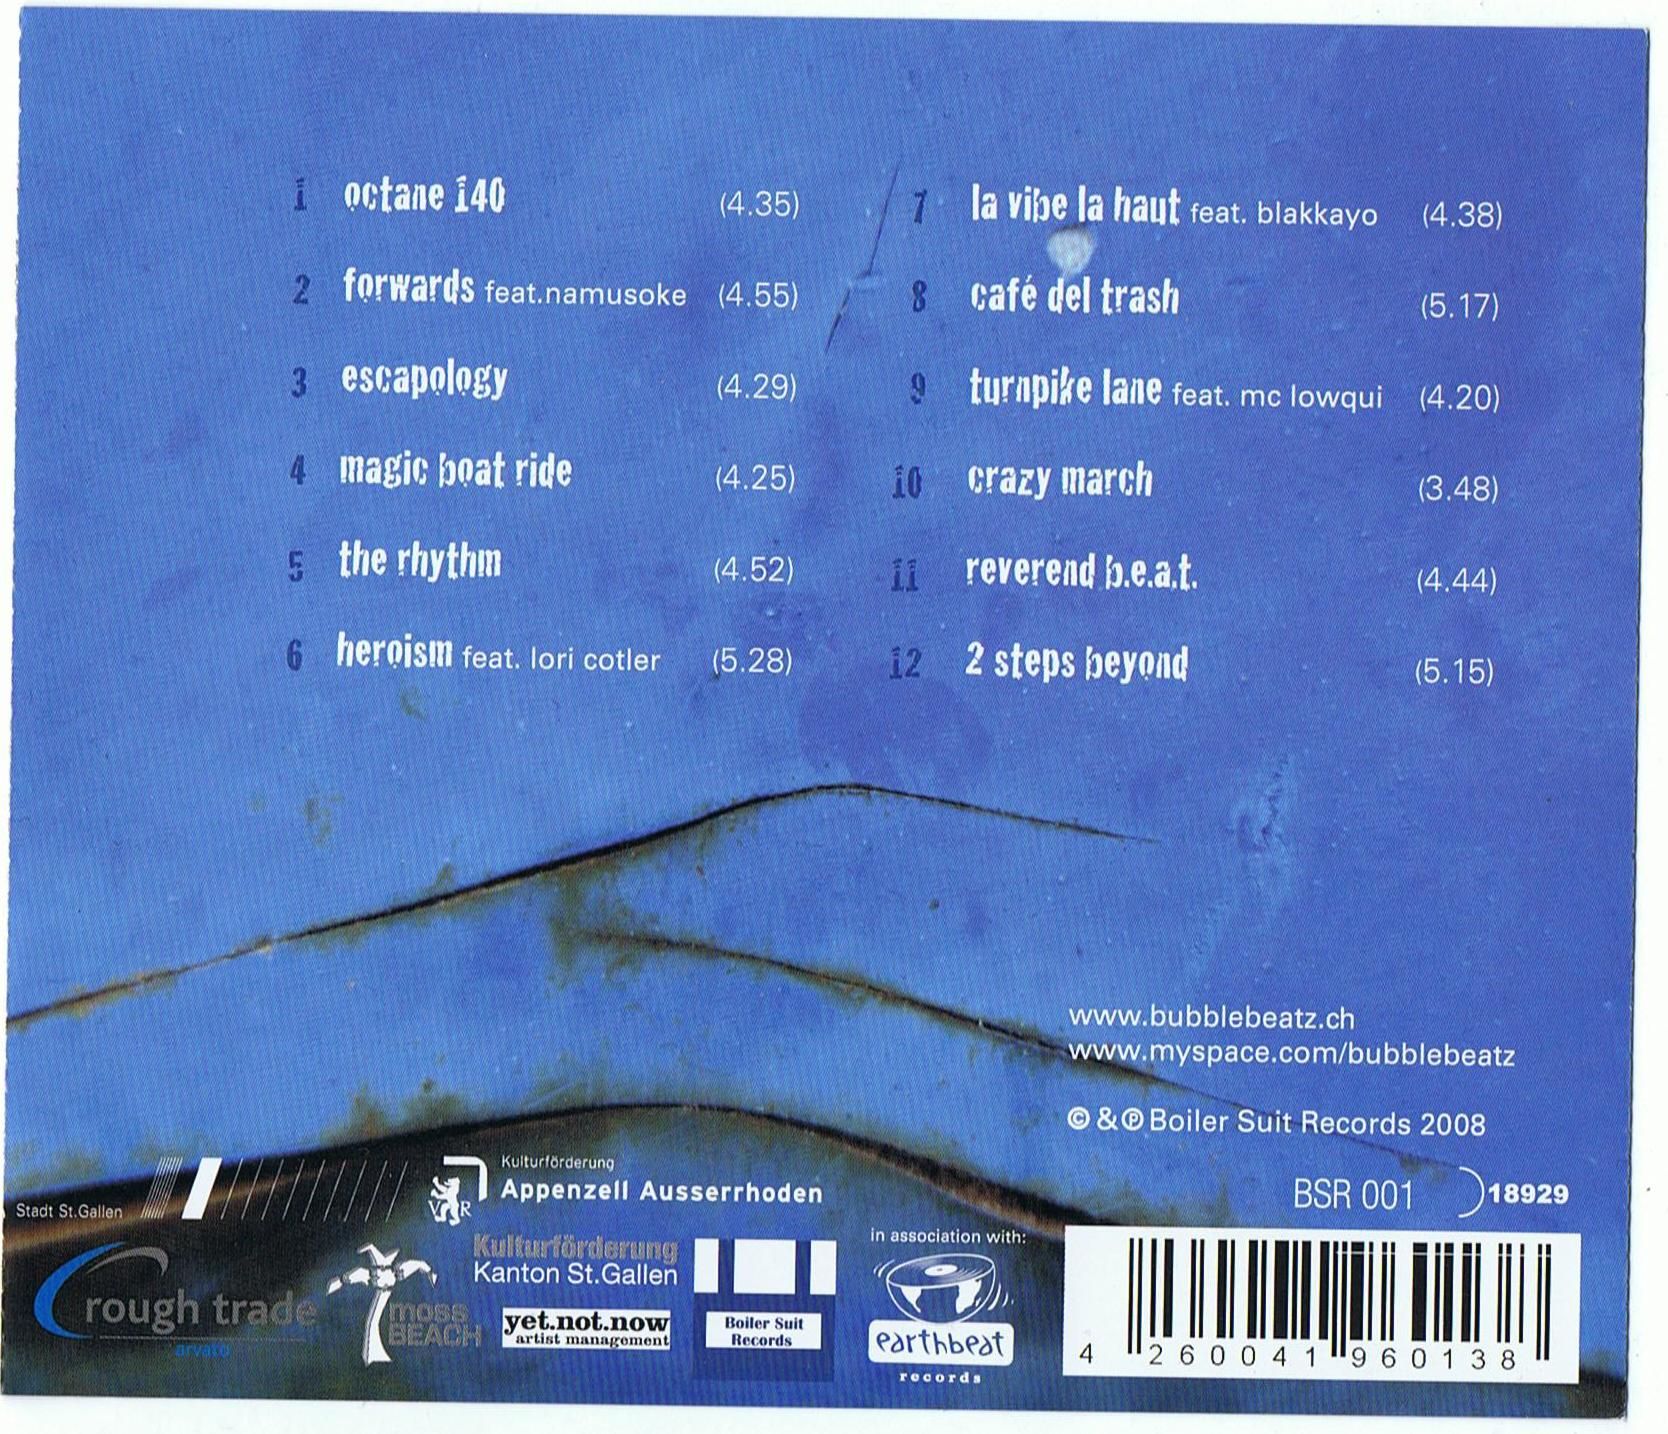 1 octane 140 (4.35)
2 forwards feat.namusoke (4.55)
3 escapology (4.29)
4 magic boat ride (4.25)
5 the rhythm (4.52)
6 heroism feat. lori cotler (5.28)
7 la vibe la haut feat. blakkayo (4.38)
8 café del trash (5.17)
9 turnpike lane feat. mc lowqui (4.20)
10 crazy march (3.48)
11 reverend b.e.a.t. (4.44)
12 2 steps beyond (5.15)
www.bubblebeatz.ch
www.myspace.com/bubblebeatz
© & ℗ Boiler Suit Records 2008
BSR 001
18929
Stadt St.Gallen
VR
Kulturförderung
Appenzell Ausserrhoden
rough trade
arvato
moss
BEACH
Kulturförderung
Kanton St.Gallen
yet.not.now
artist management
Boiler Suit
Records
in association with:
earthbeat
records
4 260041 960138